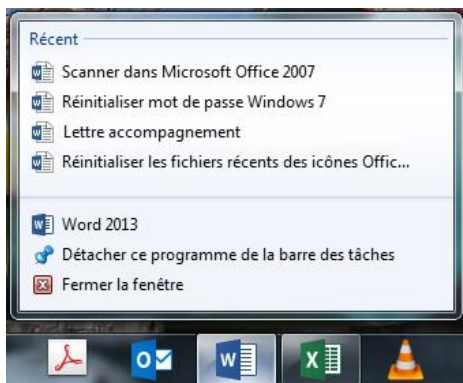 Récent
Scanner dans Microsoft Office 2007
Réinitialiser mot de passe Windows 7
Lettre accompagnement
Réinitialiser les fichiers récents des icônes Offic...
Word 2013
Détacher ce programme de la barre des tâches
Fermer la fenêtre